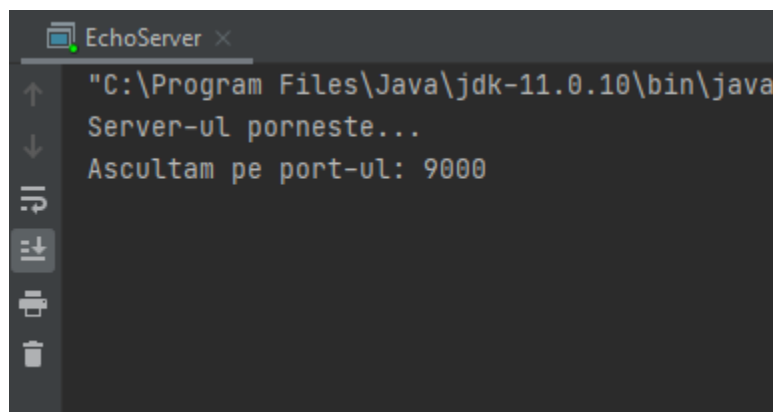 EchoServer
"C:\Program Files\Java\jdk-11.0.10\bin\java
Server-ul porneste...
Ascultam pe port-ul: 9000